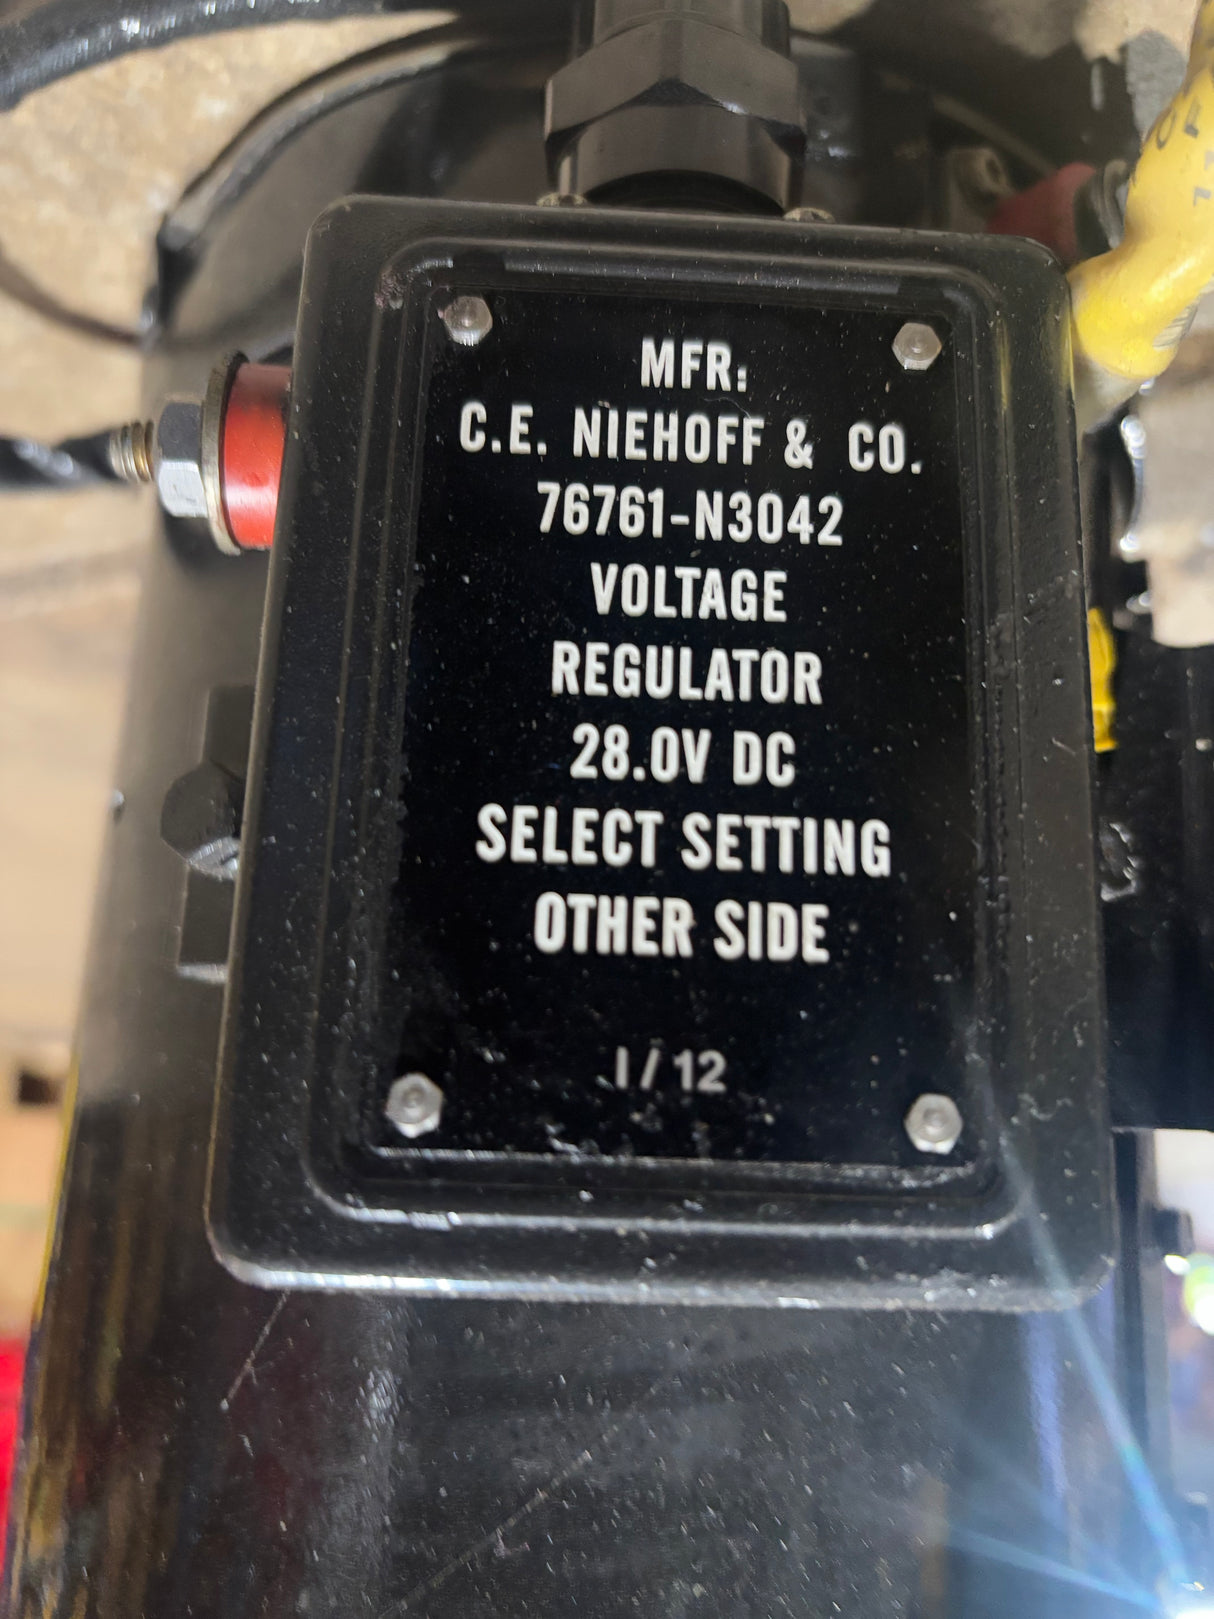 MFR:
C.E. NIEHOFF & CO.
76761-N3042
VOLTAGE
REGULATOR
28.0V DC
SELECT SETTING
OTHER SIDE
1/12